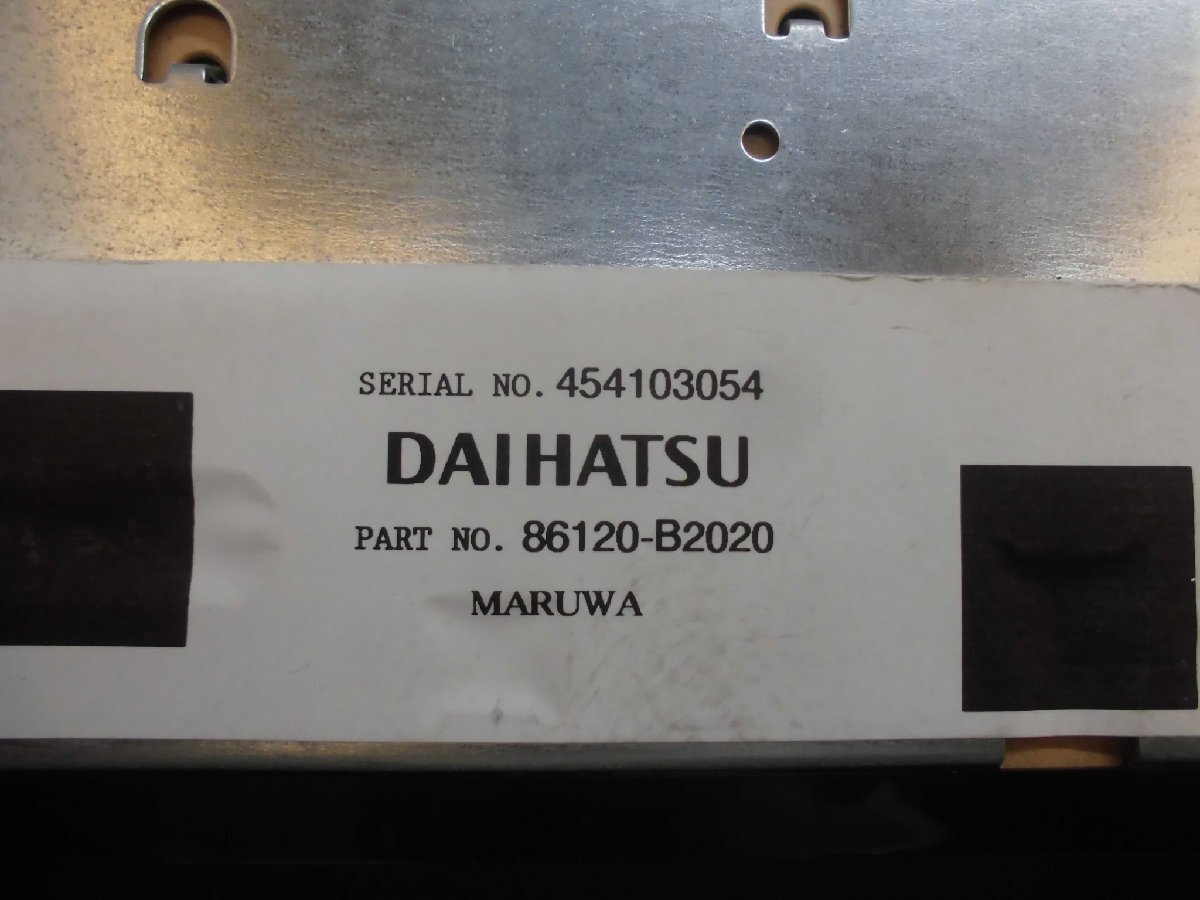 SERIAL NO. 454103054
DAIHATSU
PART NO. 86120-B2020
MARUWA